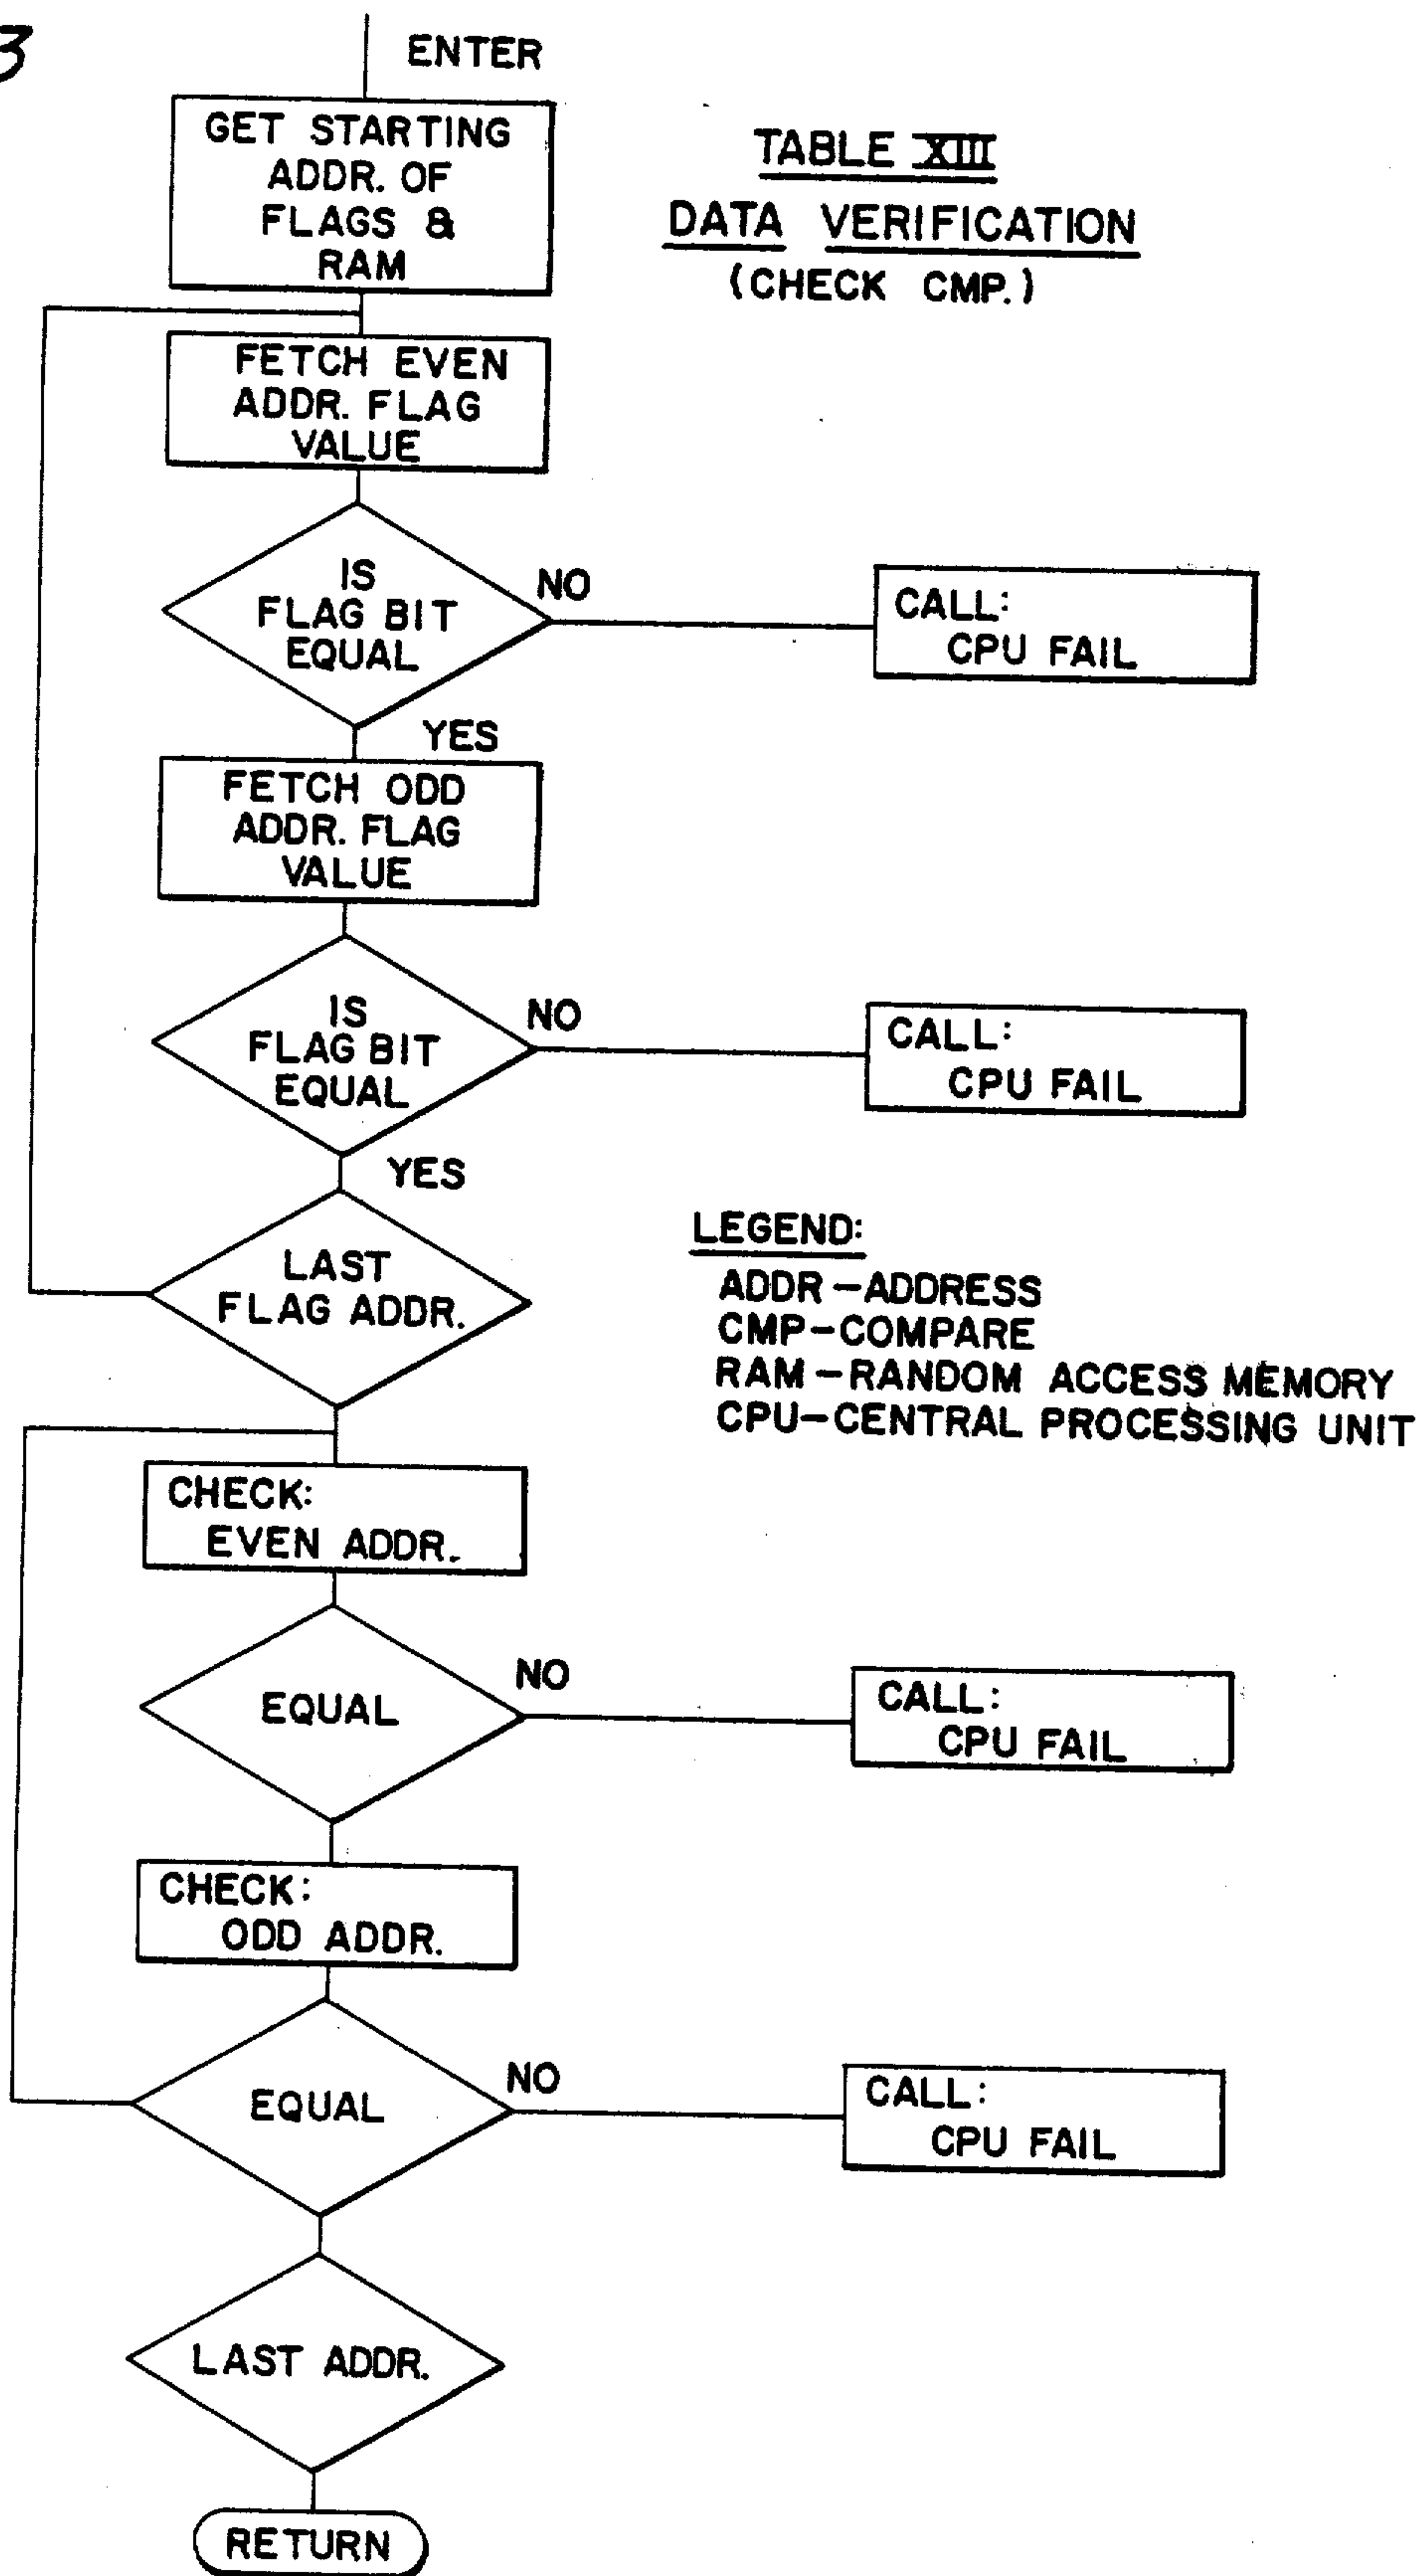 3
ENTER
GET STARTING
ADDR. OF
FLAGS &
RAM
TABLE XIII
DATA VERIFICATION
(CHECK CMP.)
FETCH EVEN
ADDR. FLAG
VALUE
IS
FLAG BIT
EQUAL
NO
CALL:
CPU FAIL
YES
FETCH ODD
ADDR. FLAG
VALUE
IS
FLAG BIT
EQUAL
NO
CALL:
CPU FAIL
YES
LAST
FLAG ADDR.
LEGEND:
ADDR-ADDRESS
CMP-COMPARE
RAM-RANDOM ACCESS MEMORY
CPU-CENTRAL PROCESSING UNIT
CHECK:
EVEN ADDR.
EQUAL
NO
CALL:
CPU FAIL
CHECK:
ODD ADDR.
EQUAL
NO
CALL:
CPU FAIL
LAST ADDR.
RETURN